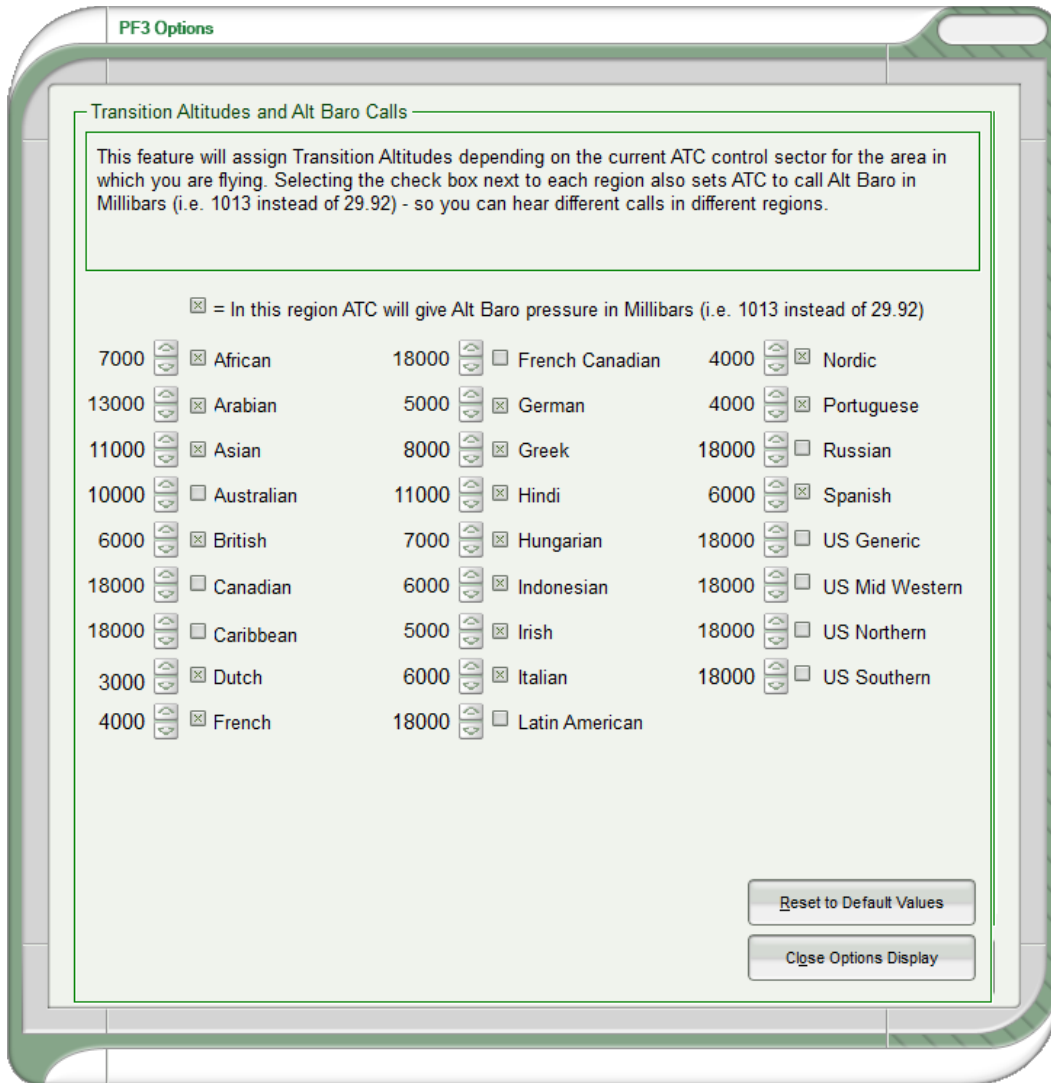 PF3 Options
Transition Altitudes and Alt Baro Calls
This feature will assign Transition Altitudes depending on the current ATC control sector for the area in
which you are flying. Selecting the check box next to each region also sets ATC to call Alt Baro in
Millibars (i.e. 1013 instead of 29.92) - so you can hear different calls in different regions.
= In this region ATC will give Alt Baro pressure in Millibars (i.e. 1013 instead of 29.92)
7000 African
13000 Arabian
11000 Asian
10000 Australian
6000 British
18000 Canadian
18000 Caribbean
3000 Dutch
4000 French
18000 French Canadian
5000 German
8000 Greek
11000 Hindi
7000 Hungarian
6000 Indonesian
5000 Irish
6000 Italian
18000 Latin American
4000 Nordic
4000 Portuguese
18000 Russian
6000 Spanish
18000 US Generic
18000 US Mid Western
18000 US Northern
18000 US Southern
Reset to Default Values
Close Options Display